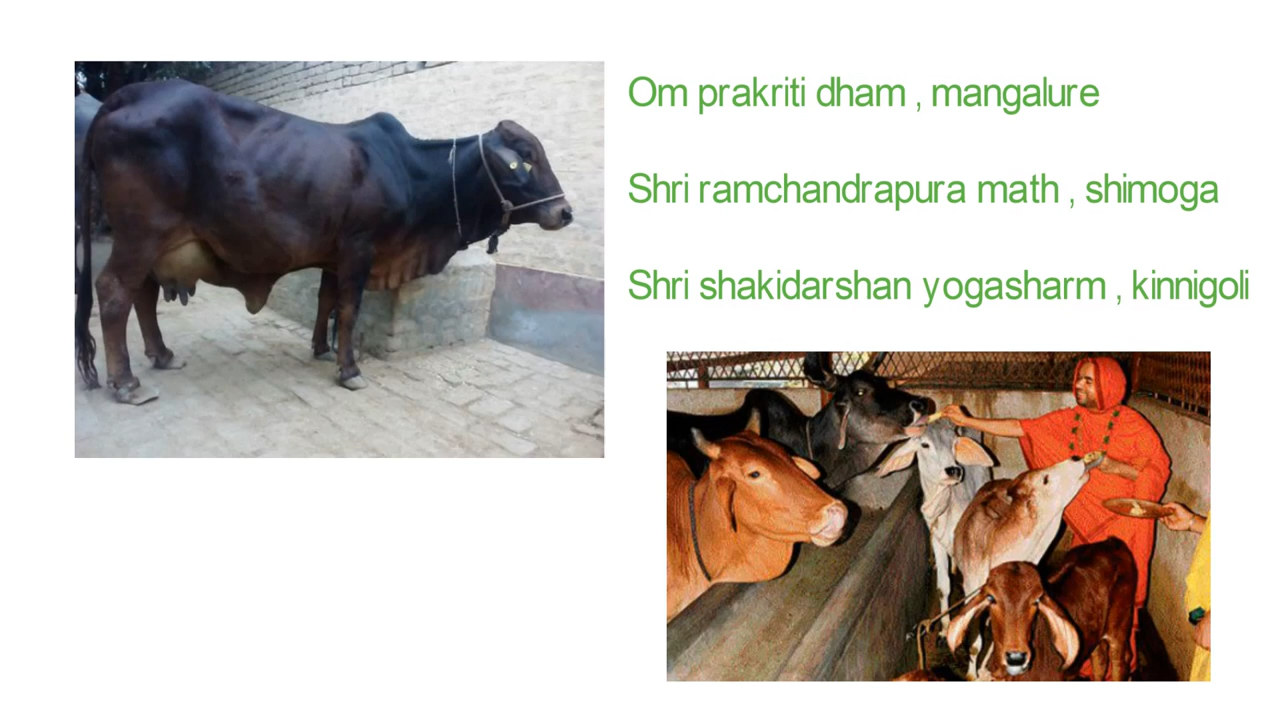 Om prakriti dham , mangalure
Shri ramchandrapura math , shimoga
Shri shakidarshan yogasharm , kinnigoli